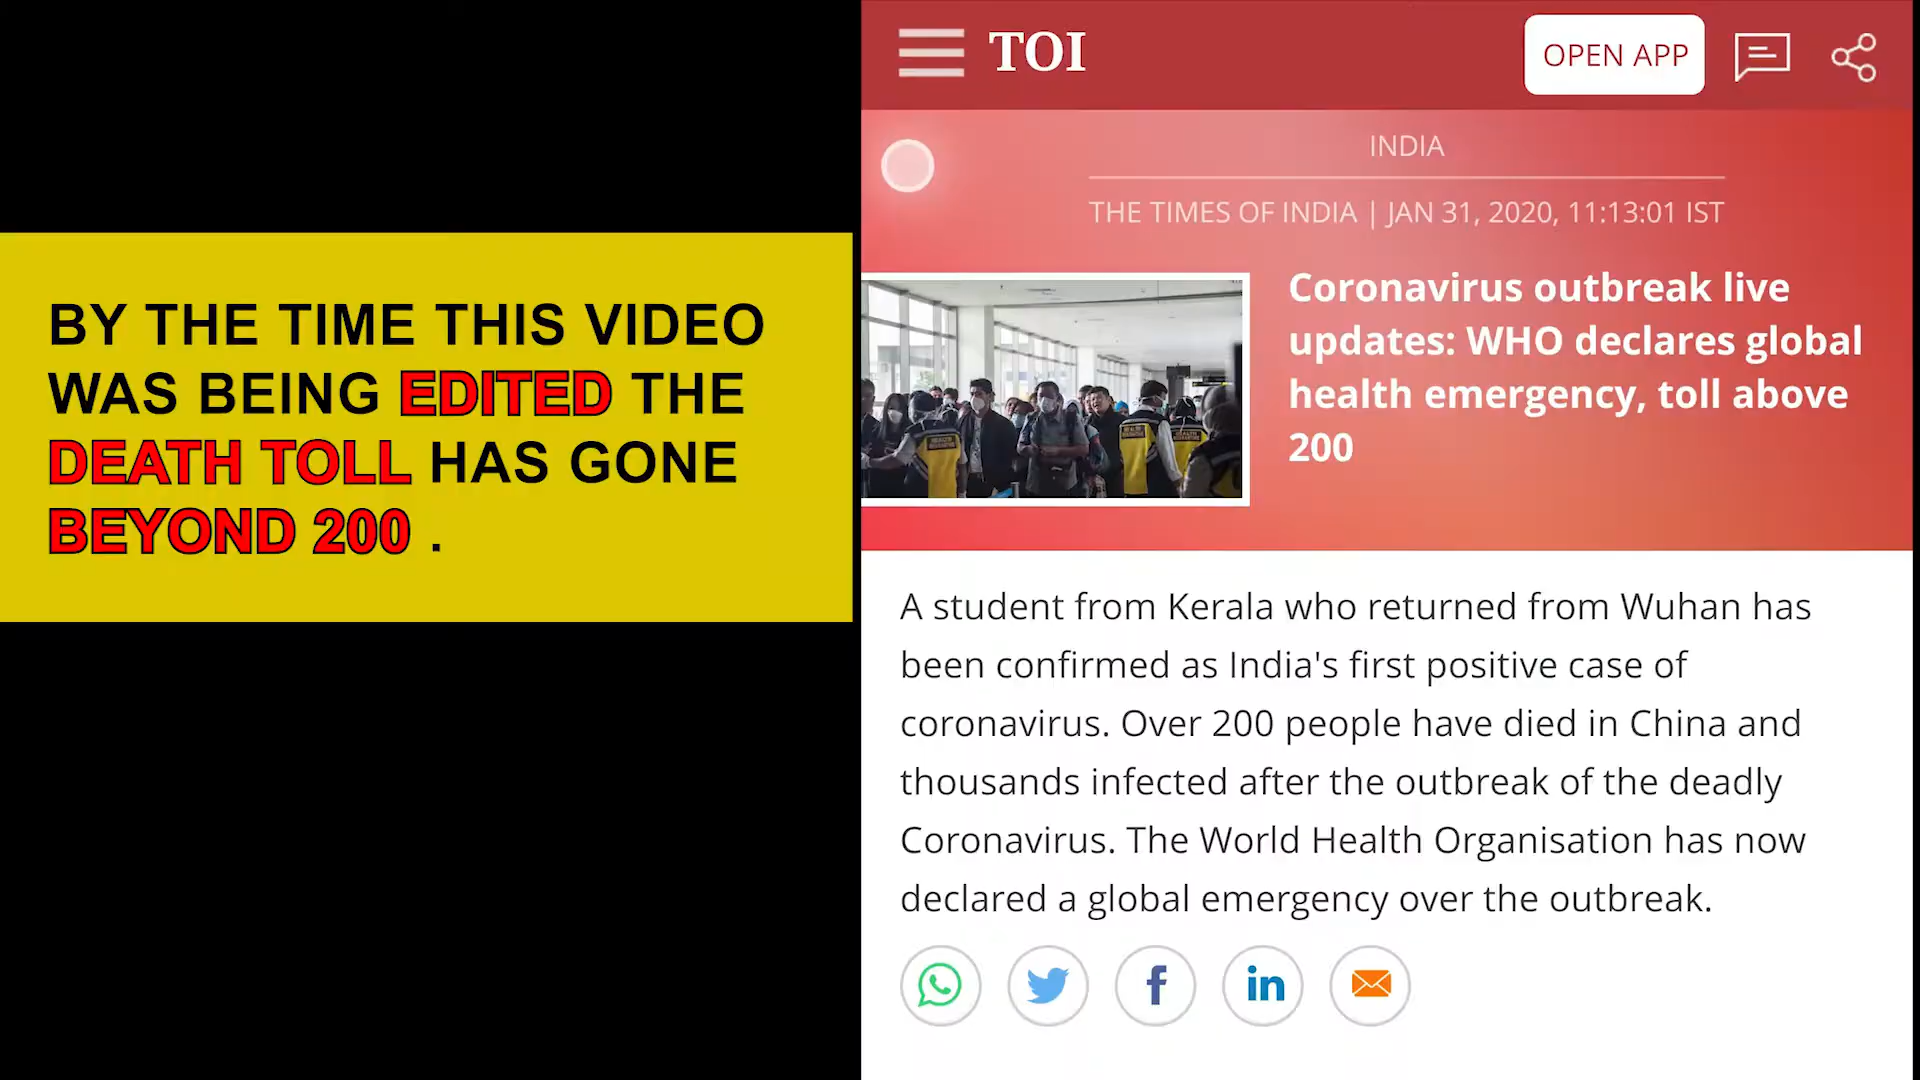 BY THE TIME THIS VIDEO
WAS BEING EDITED THE
DEATH TOLL HAS GONE
BEYOND 200 .
TOI
OPEN APP
INDIA
THE TIMES OF INDIA | JAN 31, 2020, 11:13:01 IST
Coronavirus outbreak live
updates: WHO declares global
health emergency, toll above
200
A student from Kerala who returned from Wuhan has
been confirmed as India's first positive case of
coronavirus. Over 200 people have died in China and
thousands infected after the outbreak of the deadly
Coronavirus. The World Health Organisation has now
declared a global emergency over the outbreak.